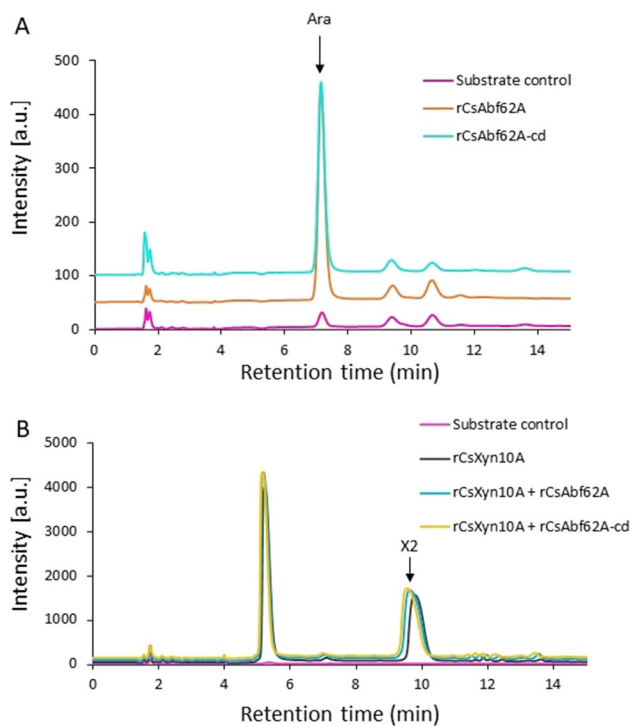 A
Ara
Intensity [a.u.]
500
400
300
200
100
0
Substrate control
rCsAbf62A
rCsAbf62A-cd
0 2 4 6 8 10 12 14
Retention time (min)
B
Intensity [a.u.]
5000
4000
3000
2000
1000
0
Substrate control
rCsXyn10A
rCsXyn10A + rCsAbf62A
rCsXyn10A + rCsAbf62A-cd
X2
0 2 4 6 8 10 12 14
Retention time (min)